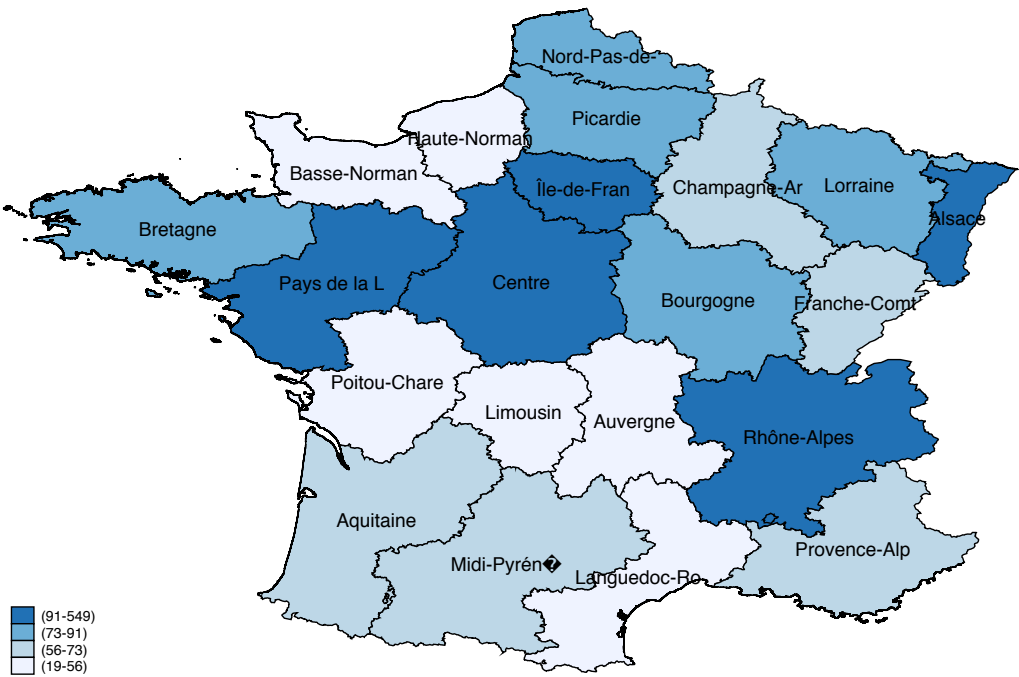 Nord-Pas-de-
Picardie
Haute-Norman
Basse-Norman
Île-de-Fran
Champagne-Ar
Lorraine
Alsace
Bretagne
Pays de la L
Centre
Bourgogne
Franche-Comt
Poitou-Chare
Limousin
Auvergne
Rhône-Alpes
Aquitaine
Midi-Pyrén�
Languedoc-Ro
Provence-Alp
(91-549)
(73-91)
(56-73)
(19-56)